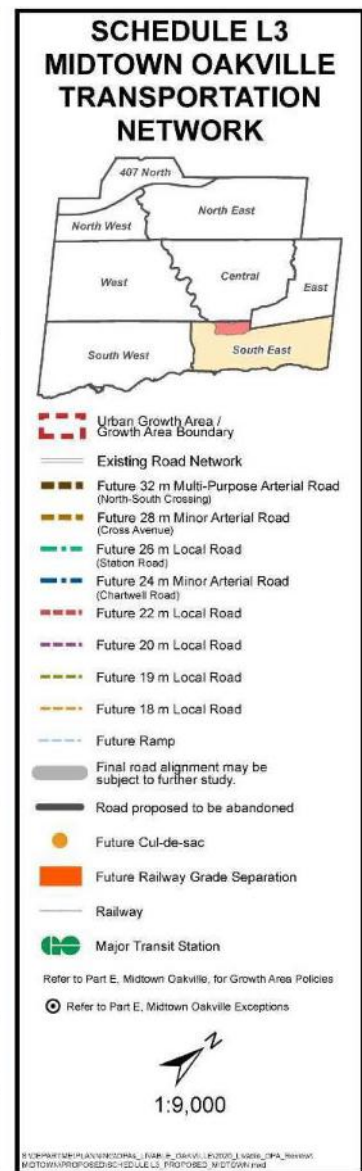 SCHEDULE L3
MIDTOWN OAKVILLE
TRANSPORTATION
NETWORK
407 North
North West
North East
West
Central
East
South West
South East
Urban Growth Area /
Growth Area Boundary
Existing Road Network
Future 32 m Multi-Purpose Arterial Road
(North-South Crossing)
Future 28 m Minor Arterial Road
(Cross Avenue)
Future 26 m Local Road
(Station Road)
Future 24 m Minor Arterial Road
(Chartwell Road)
Future 22 m Local Road
Future 20 m Local Road
Future 19 m Local Road
Future 18 m Local Road
Future Ramp
Final road alignment may be
subject to further study.
Road proposed to be abandoned
Future Cul-de-sac
Future Railway Grade Separation
Railway
GO Major Transit Station
Refer to Part E, Midtown Oakville, for Growth Area Policies
Refer to Part E, Midtown Oakville Exceptions
N
1:9,000